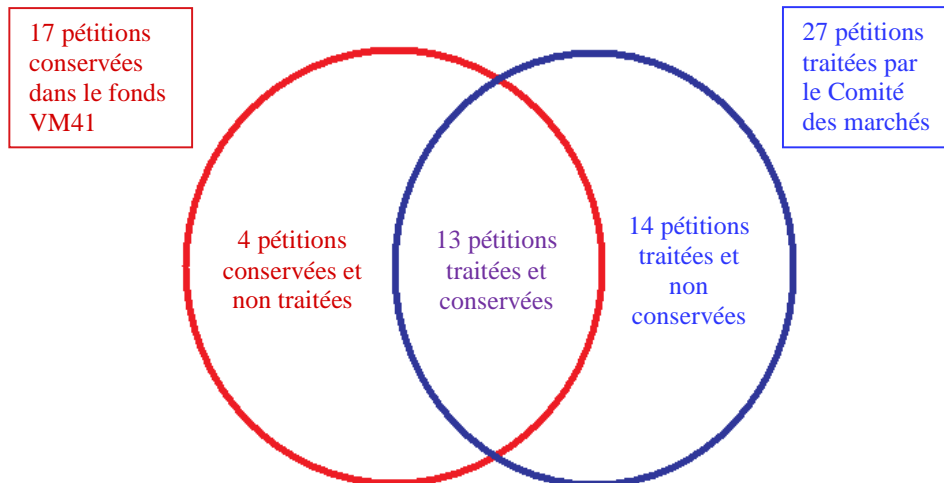 17 pétitions
conservées
dans le fonds
VM41
27 pétitions
traitées par
le Comité
des marchés
4 pétitions
conservées et
non traitées
13 pétitions
traitées et
conservées
14 pétitions
traitées et
non
conservées